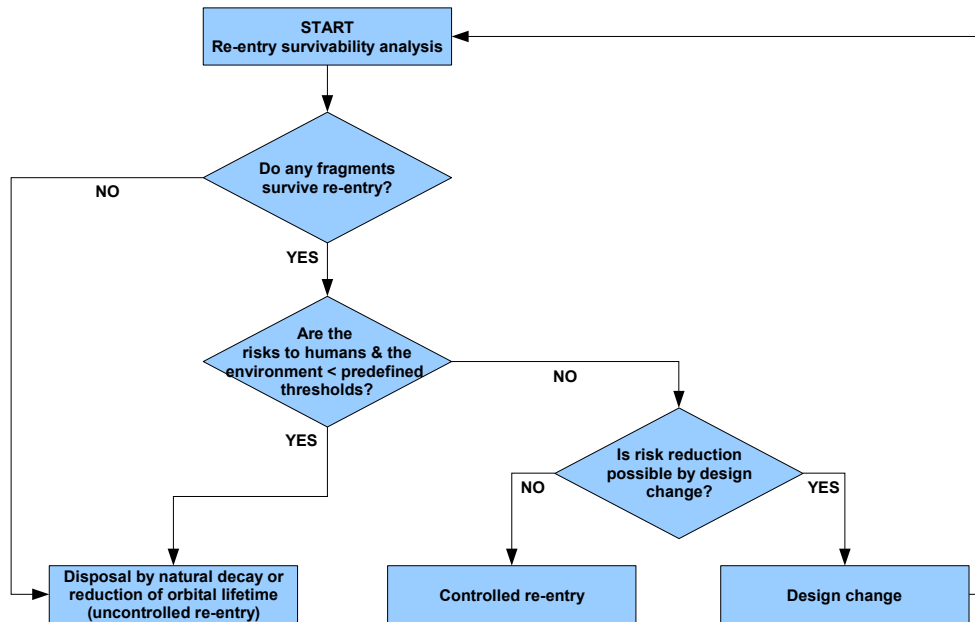 START
Re-entry survivability analysis
Do any fragments
survive re-entry?
NO
YES
Are the
risks to humans & the
environment < predefined
thresholds?
NO
YES
Is risk reduction
possible by design
change?
NO
YES
Disposal by natural decay or
reduction of orbital lifetime
(uncontrolled re-entry)
Controlled re-entry
Design change